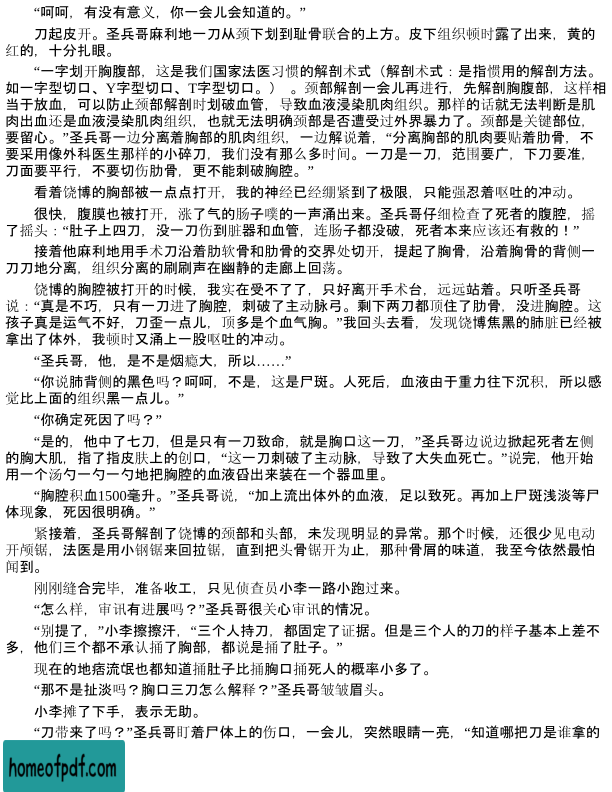 “呵呵，有没有意义，你一会儿会知道的。”
刀起皮开。圣兵哥麻利地一刀从颈下划到耻骨联合的上方。皮下组织顿时露了出来，黄的
红的，十分扎眼。
“一字划开胸腹部，这是我们国家法医习惯的解剖术式（解剖术式：是指惯用的解剖方法。
如一字型切口、Y字型切口、T字型切口。）。颈部解剖一会儿再进行，先解剖胸腹部，这样相
当于放血，可以防止颈部解剖时划破血管，导致血液浸染肌肉组织。那样的话就无法判断是肌
肉出血还是血液浸染肌肉组织，也就无法明确颈部是否遭受过外界暴力了。颈部是关键部位，
要留心。”圣兵哥一边分离着胸部的肌肉组织，一边解说着，“分离胸部的肌肉要贴着肋骨，不
要采用像外科医生那样的小碎刀，我们没有那么多时间。一刀是一刀，范围要广，下刀要准，
刀面要平行，不要切伤肋骨，更不能刺破胸腔。”
看着饶博的胸部被一点点打开，我的神经已经绷紧到了极限，只能强忍着呕吐的冲动。
很快，腹膜也被打开，涨了气的肠子噗的一声涌出来。圣兵哥仔细检查了死者的腹腔，摇
了摇头：“肚子上四刀，没一刀伤到脏器和血管，连肠子都没破，死者本来应该还有救的！”
接着他麻利地用手术刀沿着肋软骨和肋骨的交界处切开，提起了胸骨，沿着胸骨的背侧一
刀刀地分离，组织分离的刷刷声在幽静的走廊上回荡。
饶博的胸腔被打开的时候，我实在受不了了，只好离开手术台，远远站着。只听圣兵哥
说：“真是不巧，只有一刀进了胸腔，刺破了主动脉弓。剩下两刀都顶住了肋骨，没进胸腔。这
孩子真是运气不好，刀歪一点儿，顶多是个血气胸。”我回头去看，发现饶博焦黑的肺脏已经被
拿出了体外，我顿时又涌上一股呕吐的冲动。
“圣兵哥，他，是不是烟瘾大，所以……”
“你说肺背侧的黑色吗？呵呵，不是，这是尸斑。人死后，血液由于重力往下沉积，所以感
觉比上面的组织黑一点儿。”
“你确定死因了吗？”
“是的，他中了七刀，但是只有一刀致命，就是胸口这一刀，”圣兵哥边说边掀起死者左侧
的胸大肌，指了指皮肤上的创口，“这一刀刺破了主动脉，导致了大失血死亡。”说完，他开始
用一个汤勺一勺一勺地把胸腔的血液舀出来装在一个器皿里。
“胸腔积血1500毫升。”圣兵哥说，“加上流出体外的血液，足以致死。再加上尸斑浅淡等尸
体现象，死因很明确。”
紧接着，圣兵哥解剖了饶博的颈部和头部，未发现明显的异常。那个时候，还很少见电动
开颅锯，法医是用小钢锯来回拉锯，直到把头骨锯开为止，那种骨屑的味道，我至今依然最怕
闻到。
刚刚缝合完毕，准备收工，只见侦查员小李一路小跑过来。
“怎么样，审讯有进展吗？”圣兵哥很关心审讯的情况。
“别提了，”小李擦擦汗，“三个人持刀，都固定了证据。但是三个人的刀的样子基本上差不
多，他们三个都不承认捅了胸部，都说是捅了肚子。”
现在的地痞流氓也都知道捅肚子比捅胸口捅死人的概率小多了。
“那不是扯淡吗？胸口三刀怎么解释？”圣兵哥皱皱眉头。
小李摊了下手，表示无助。
“刀带来了吗？”圣兵哥盯着尸体上的伤口，一会儿，突然眼睛一亮，“知道哪把刀是谁拿的
homeofpdf.com